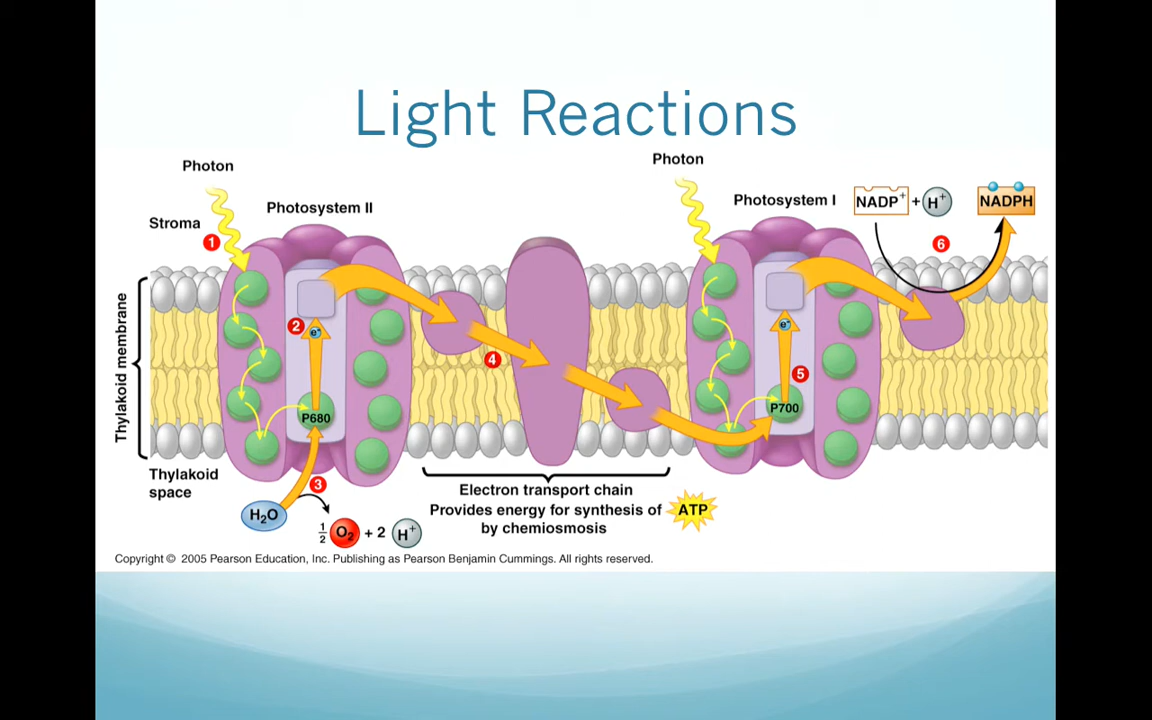 Light Reactions
Photon
Photon
Stroma
1
Photosystem II
Photosystem I
NADP+ + H+
NADPH
6
Thylakoid membrane
2
e-
4
e-
5
P680
P700
Thylakoid
space
3
H2O
1/2 O2 + 2 H+
Electron transport chain
Provides energy for synthesis of ATP
by chemiosmosis
Copyright © 2005 Pearson Education, Inc. Publishing as Pearson Benjamin Cummings. All rights reserved.